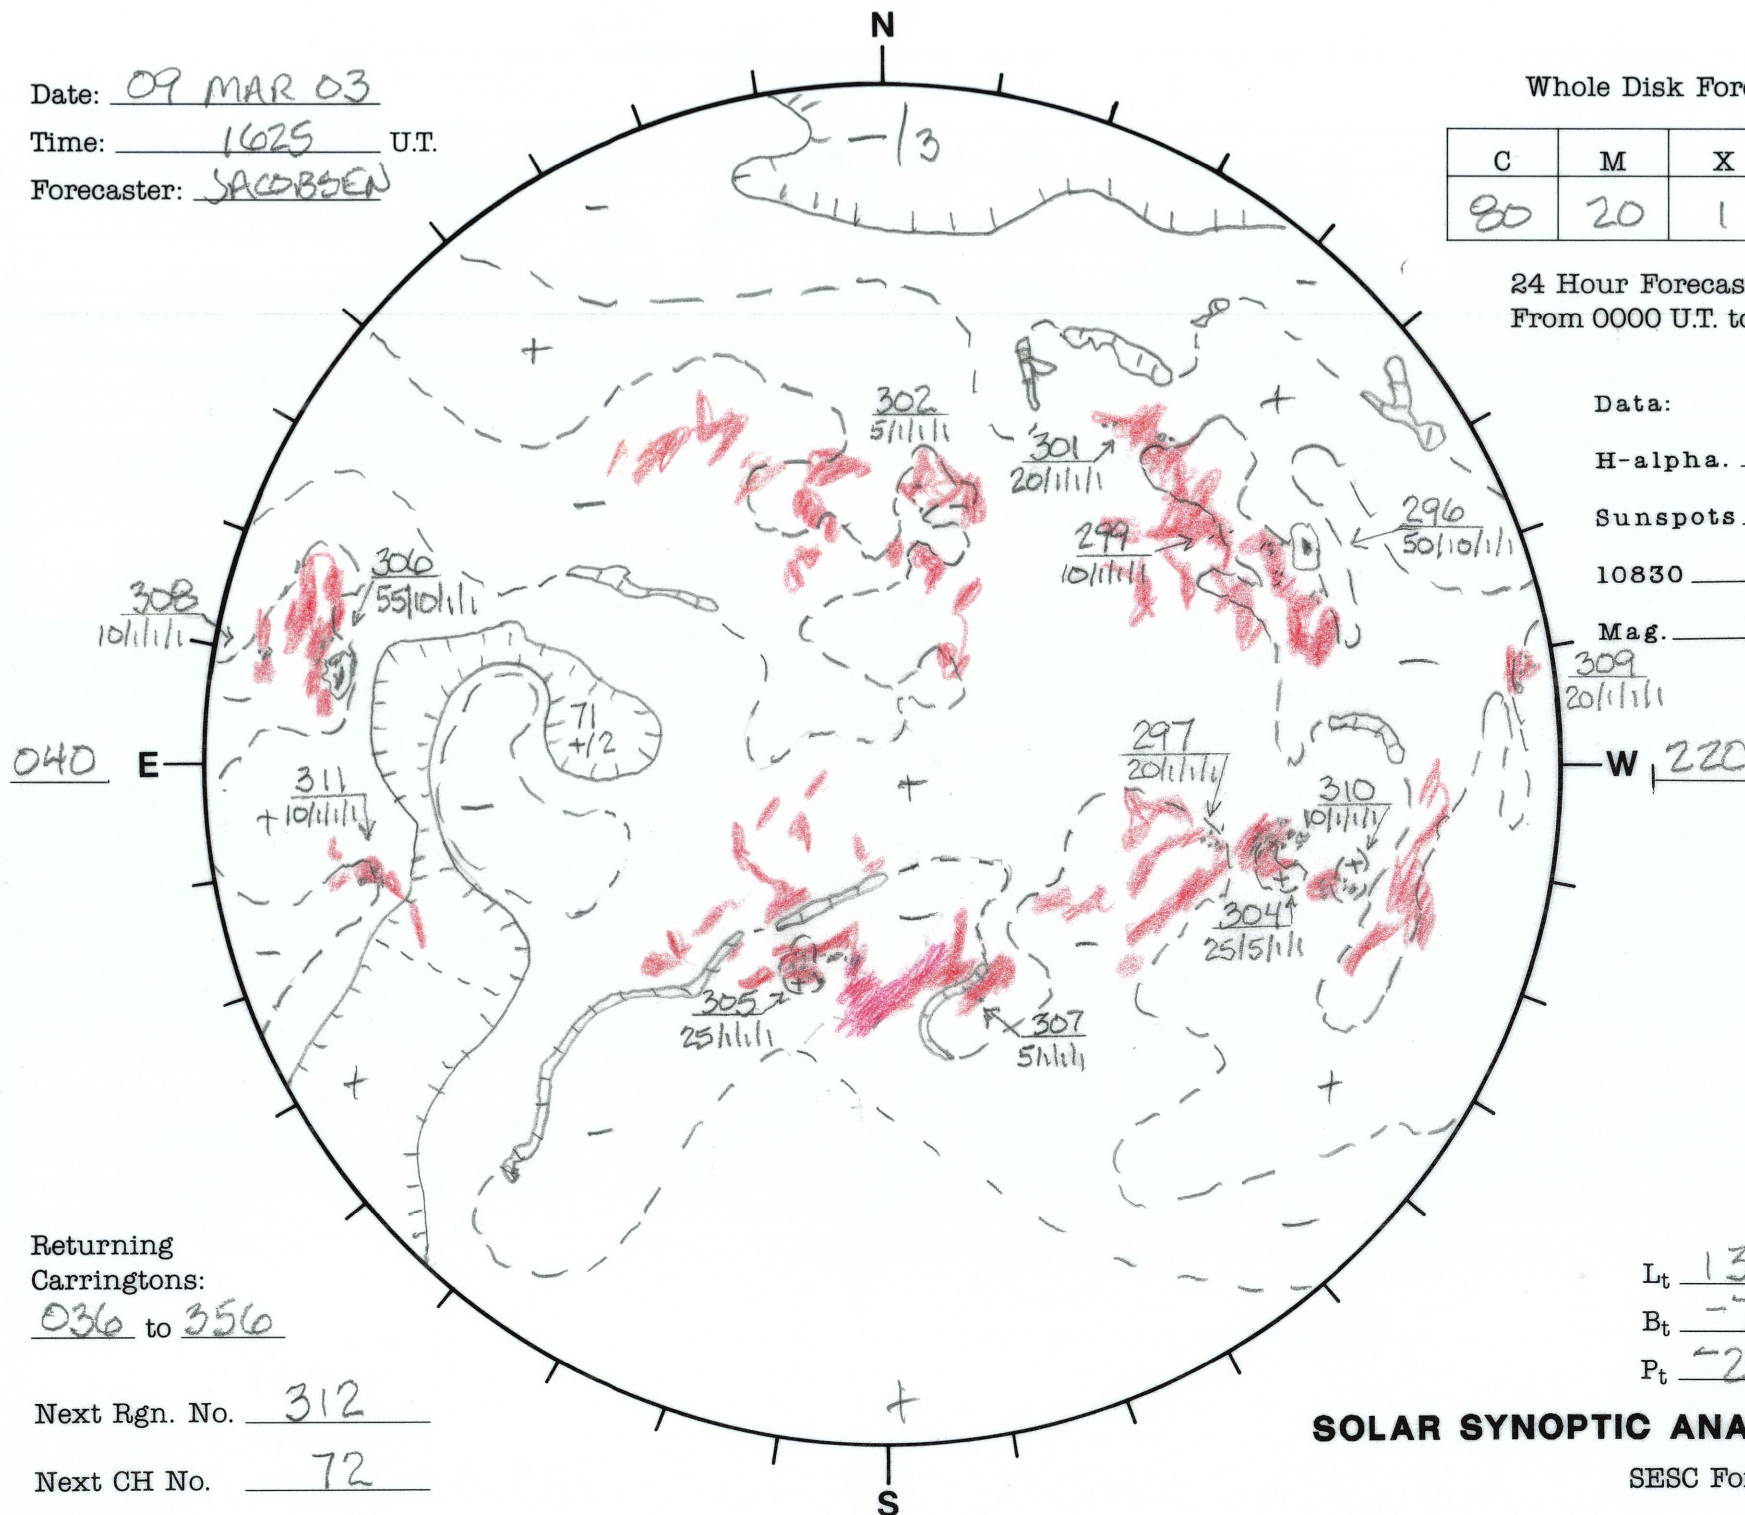 N
Date: 09 MAR 03
Time: 1625 U.T.
Forecaster: JACOBSEN
Whole Disk Fore
C M X
80 20 1
24 Hour Forecas
From 0000 U.T. to
Data:
H-alpha.
Sunspots
10830
Mag.
-/3
302
5/1/1/1
301
20/1/1/1
299
10/1/1/1
296
50/10/1/1
306
55/10/1/1
308
10/1/1/1
309
20/1/1/1
71
+/2
297
20/1/1/1
040 E
W 220
311
+ 10/1/1/1
310
10/1/1/1
304
25/5/1/1
305
25/1/1/1
307
5/1/1/1
Returning
Carringtons:
036 to 356
Next Rgn. No. 312
Next CH No. 72
Lt 13
Bt -
Pt -2
SOLAR SYNOPTIC ANA
SESC For
S